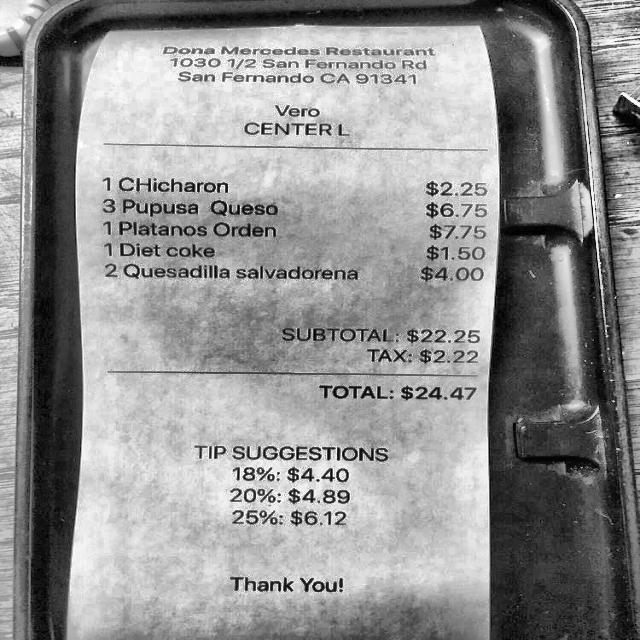 Dona Mercedes Restaurant
1030 1/2 San Fernando Rd
San Fernando CA 91341
Vero
CENTER L
1 CHicharon $2.25
3 Pupusa Queso $6.75
1 Platanos Orden $7.75
1 Diet coke $1.50
2 Quesadilla salvadorena $4.00
SUBTOTAL: $22.25
TAX: $2.22
TOTAL: $24.47
TIP SUGGESTIONS
18%: $4.40
20%: $4.89
25%: $6.12
Thank You!